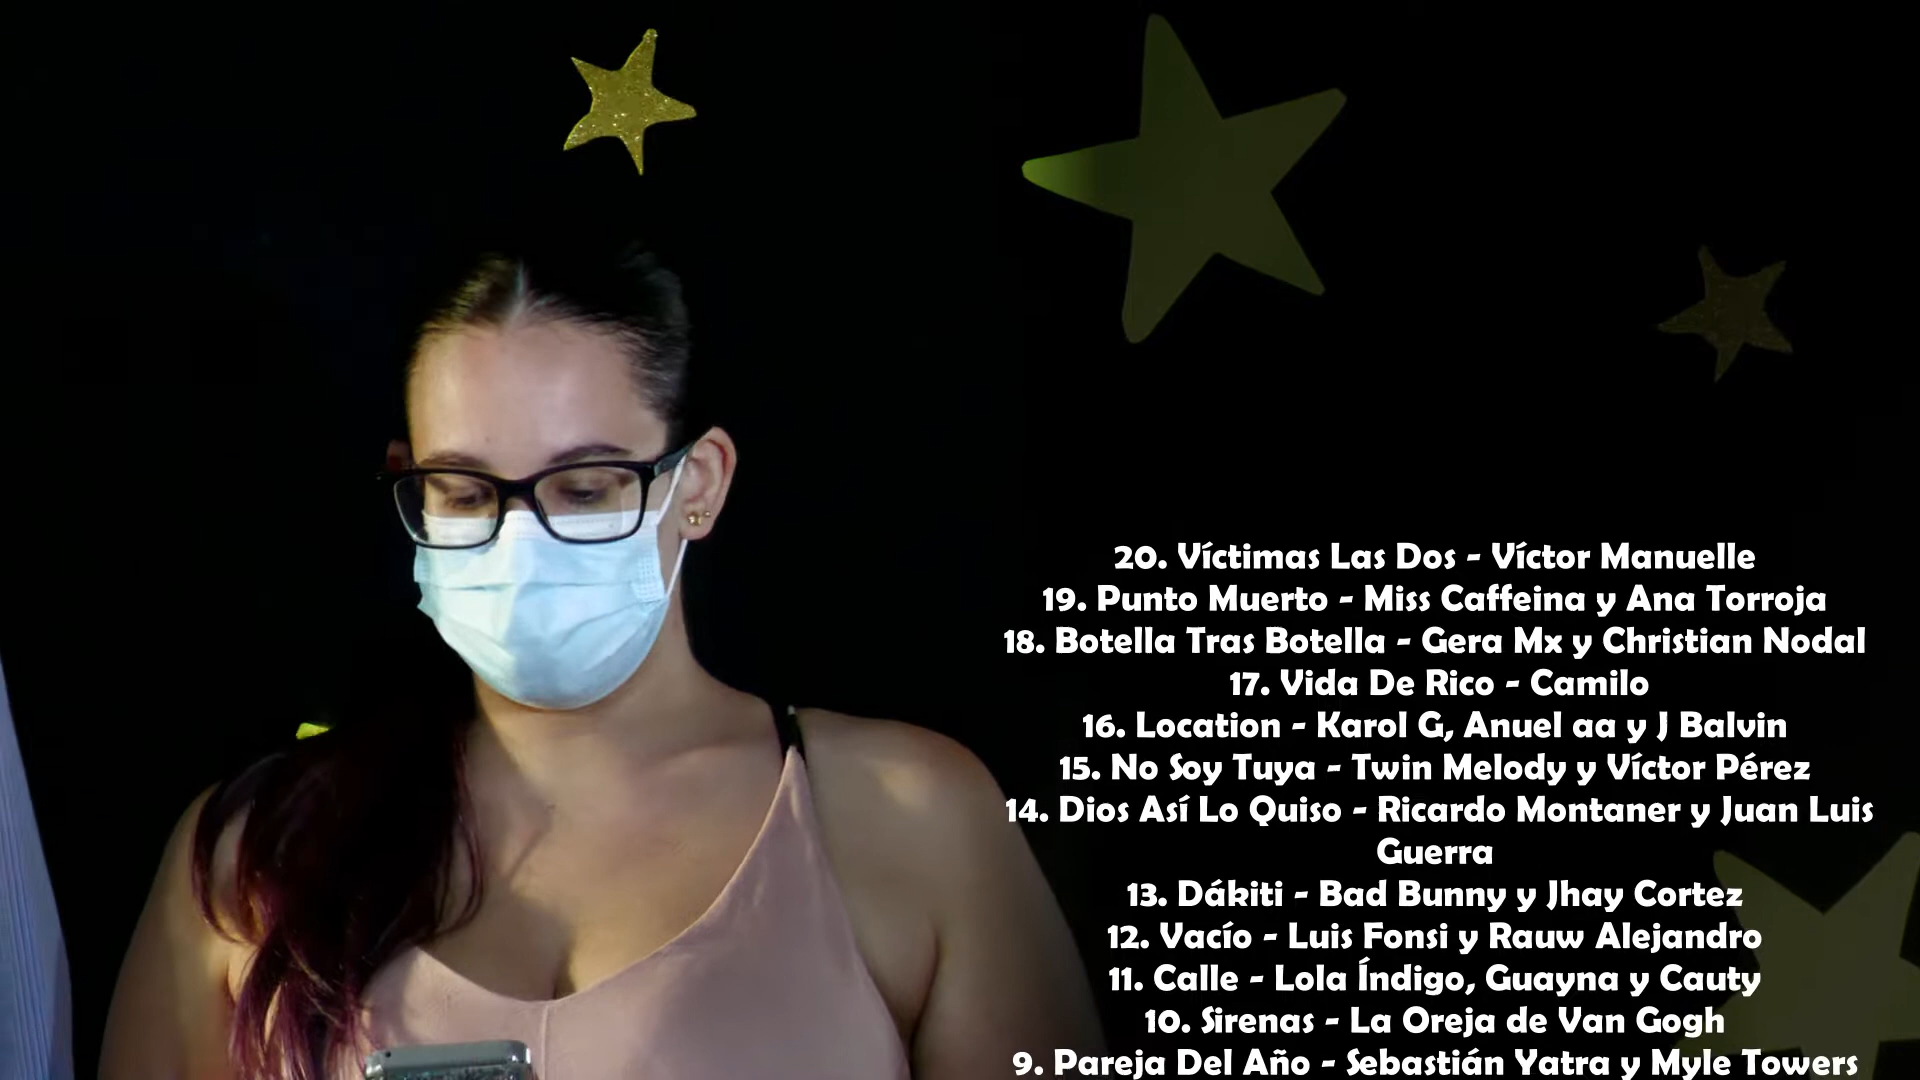 20. Víctimas Las Dos - Víctor Manuelle
19. Punto Muerto - Miss Caffeina y Ana Torroja
18. Botella Tras Botella - Gera Mx y Christian Nodal
17. Vida De Rico - Camilo
16. Location - Karol G, Anuel aa y J Balvin
15. No Soy Tuya - Twin Melody y Víctor Pérez
14. Dios Así Lo Quiso - Ricardo Montaner y Juan Luis
Guerra
13. Dákiti - Bad Bunny y Jhay Cortez
12. Vacío - Luis Fonsi y Rauw Alejandro
11. Calle - Lola Índigo, Guayna y Cauty
10. Sirenas - La Oreja de Van Gogh
9. Pareja Del Año - Sebastián Yatra y Myle Towers